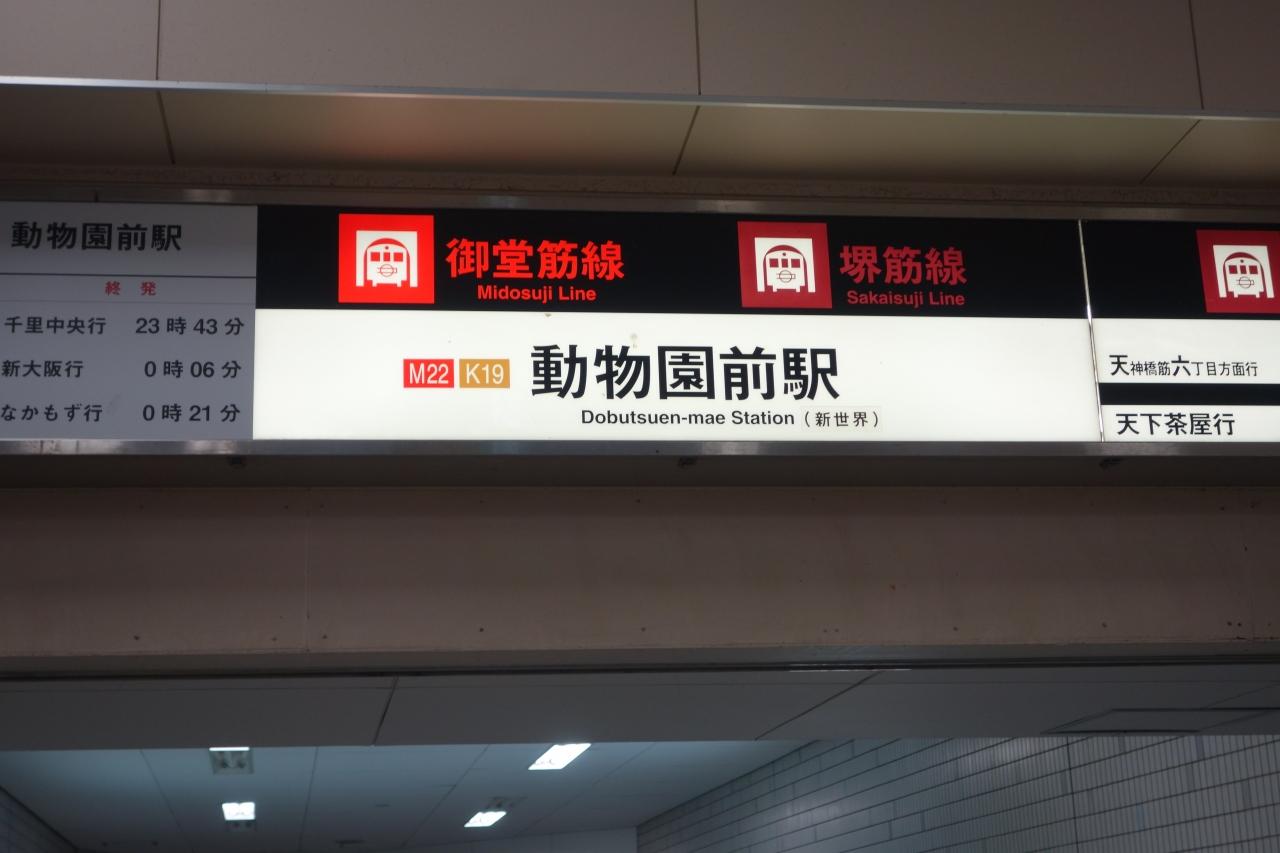 動物園前駅
終発
千里中央行 23時43分
新大阪行 0時06分
なかもず行 0時21分
御堂筋線
Midosuji Line
堺筋線
Sakaisuji Line
M22 K19 動物園前駅
Dobutsuen-mae Station（新世界）
天神橋筋六丁目方面行
天下茶屋行